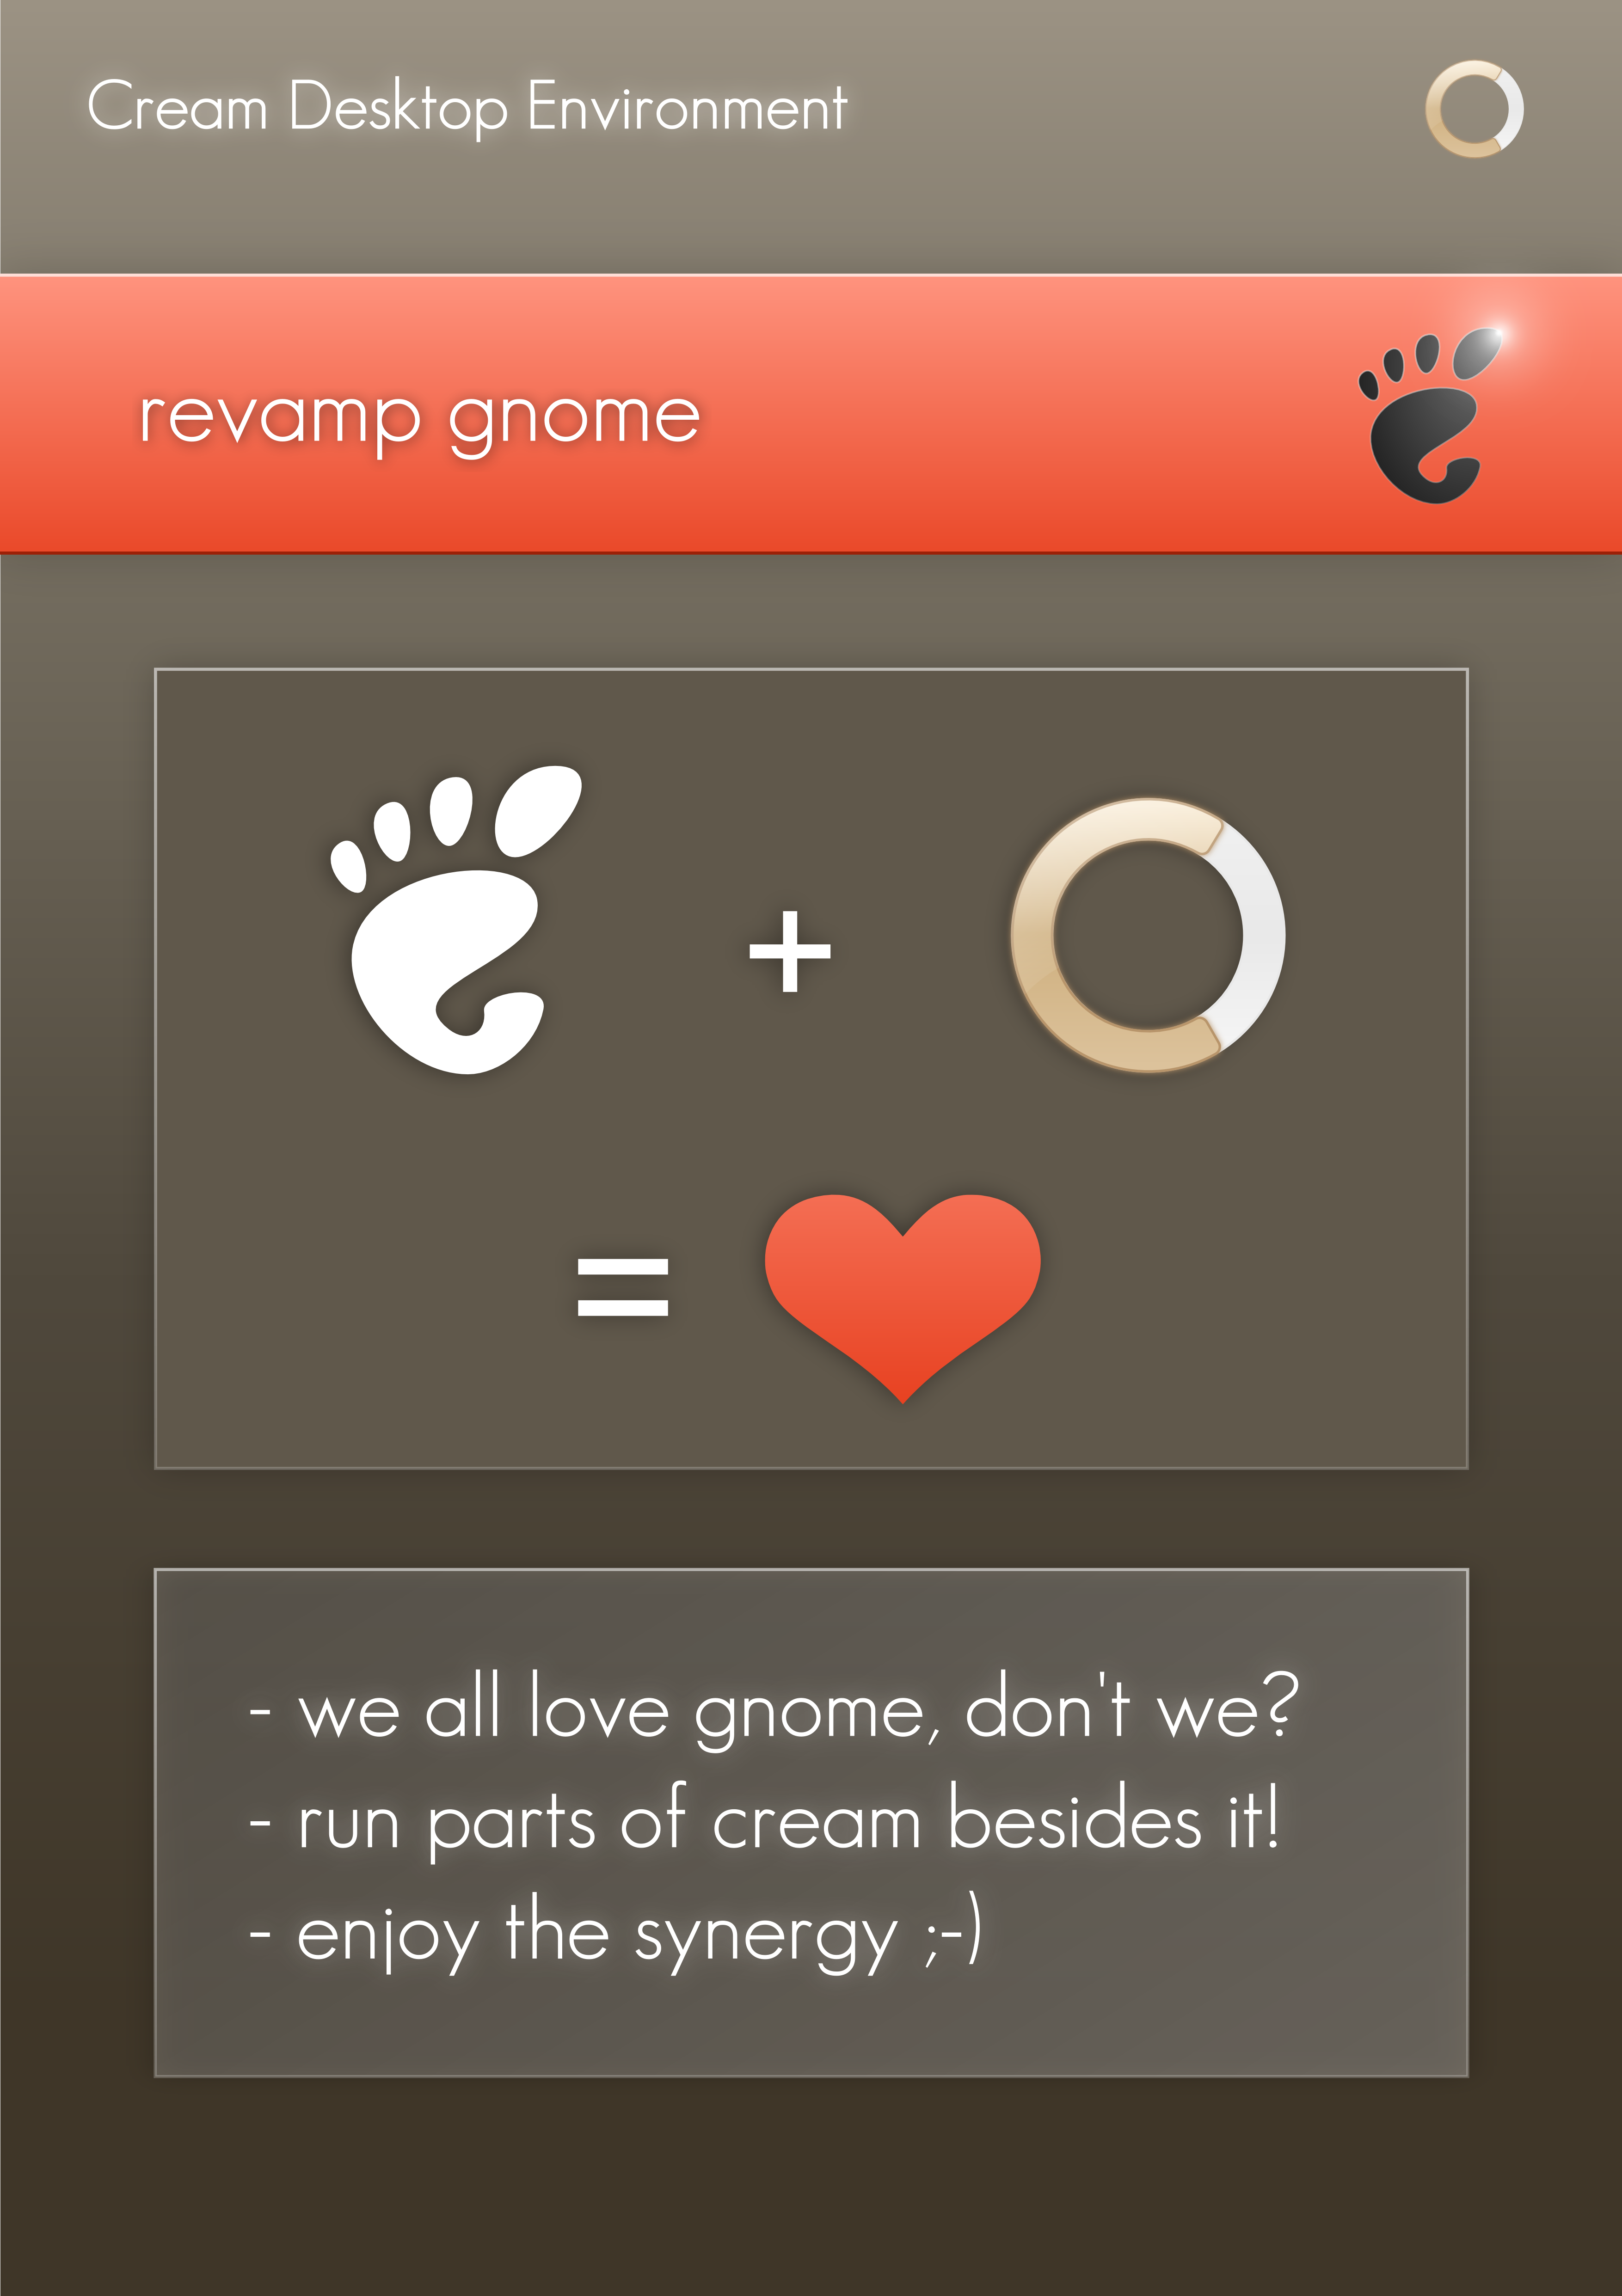 Cream Desktop Environment
revamp gnome
+
=
- we all love gnome, don't we?
- run parts of cream besides it!
- enjoy the synergy ;-)